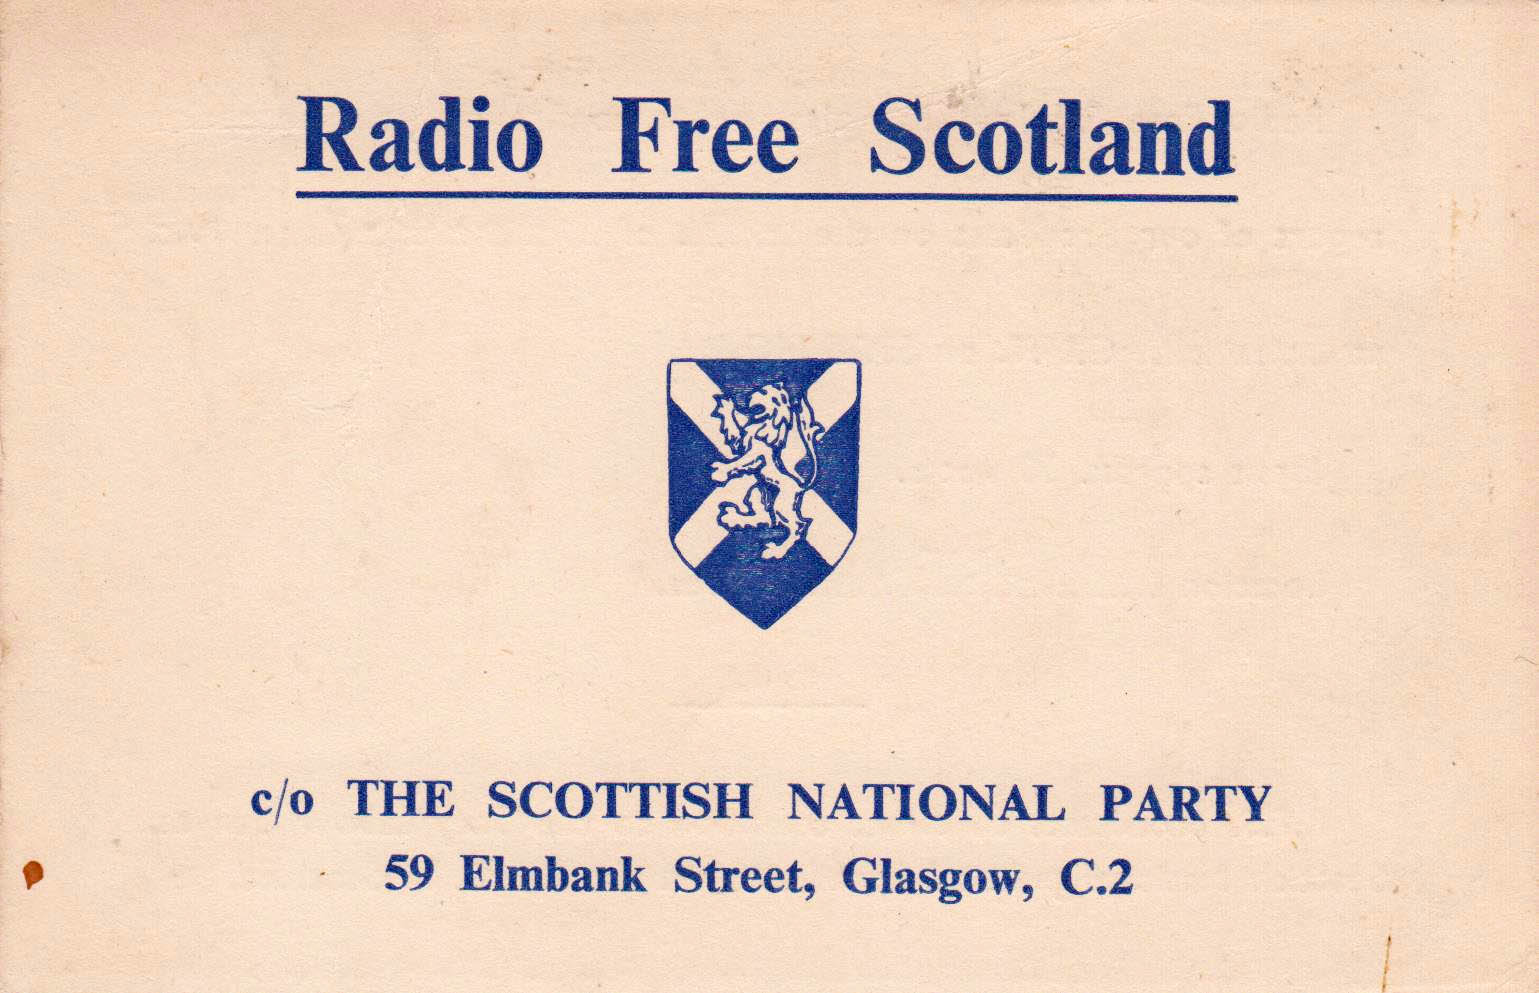 Radio Free Scotland
c/o THE SCOTTISH NATIONAL PARTY
59 Elmbank Street, Glasgow, C.2